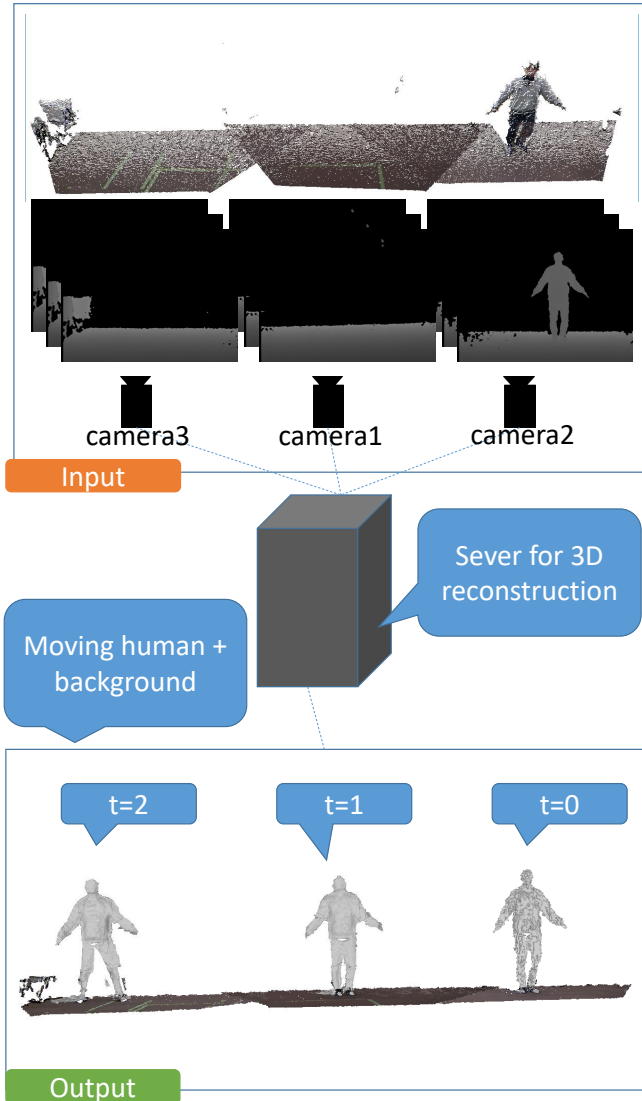 camera3
camera1
camera2
Input
Sever for 3D
reconstruction
Moving human +
background
t=2
t=1
t=0
Output